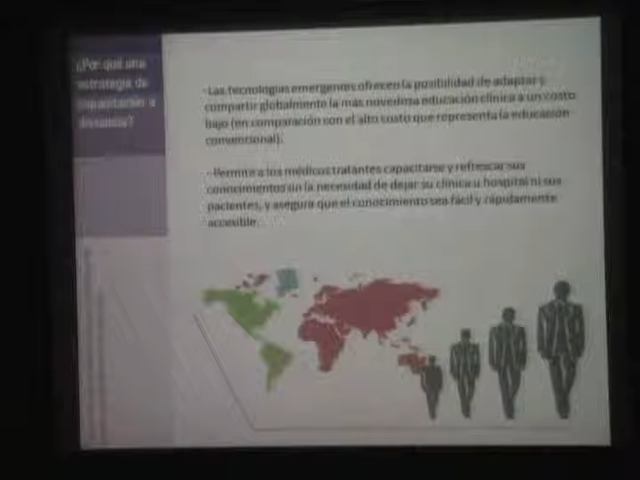 ¿Por qué una
estrategia de
capacitación a
distancia?
- Las tecnologías emergentes ofrecen la posibilidad de adaptar y
compartir globalmente la más novedosa educación clínica a un costo
bajo (en comparación con el alto costo que representa la educación
convencional).
- Permite a los médicos tratantes capacitarse y refrescar sus
conocimientos sin la necesidad de dejar su clínica u hospital ni sus
pacientes, y asegura que el conocimiento sea fácil y rápidamente
accesible.